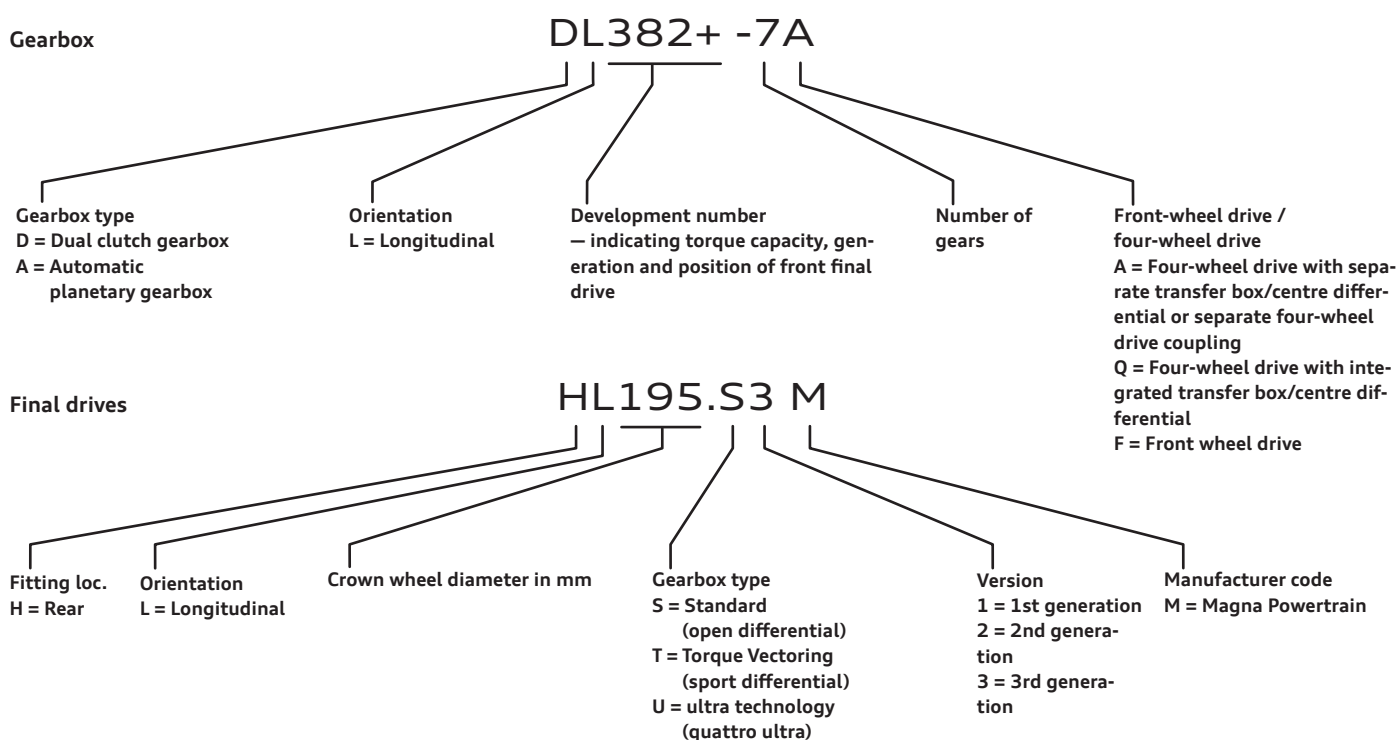 Gearbox
DL382+ -7A
Gearbox type
D = Dual clutch gearbox
A = Automatic
planetary gearbox
Orientation
L = Longitudinal
Development number
— indicating torque capacity, gen-
eration and position of front final
drive
Number of
gears
Front-wheel drive /
four-wheel drive
A = Four-wheel drive with sepa-
rate transfer box/centre differ-
ential or separate four-wheel
drive coupling
Q = Four-wheel drive with inte-
grated transfer box/centre dif-
ferential
F = Front wheel drive
Final drives
HL195.S3 M
Fitting loc.
H = Rear
Orientation
L = Longitudinal
Crown wheel diameter in mm
Gearbox type
S = Standard
(open differential)
T = Torque Vectoring
(sport differential)
U = ultra technology
(quattro ultra)
Version
1 = 1st generation
2 = 2nd genera-
tion
3 = 3rd genera-
tion
Manufacturer code
M = Magna Powertrain